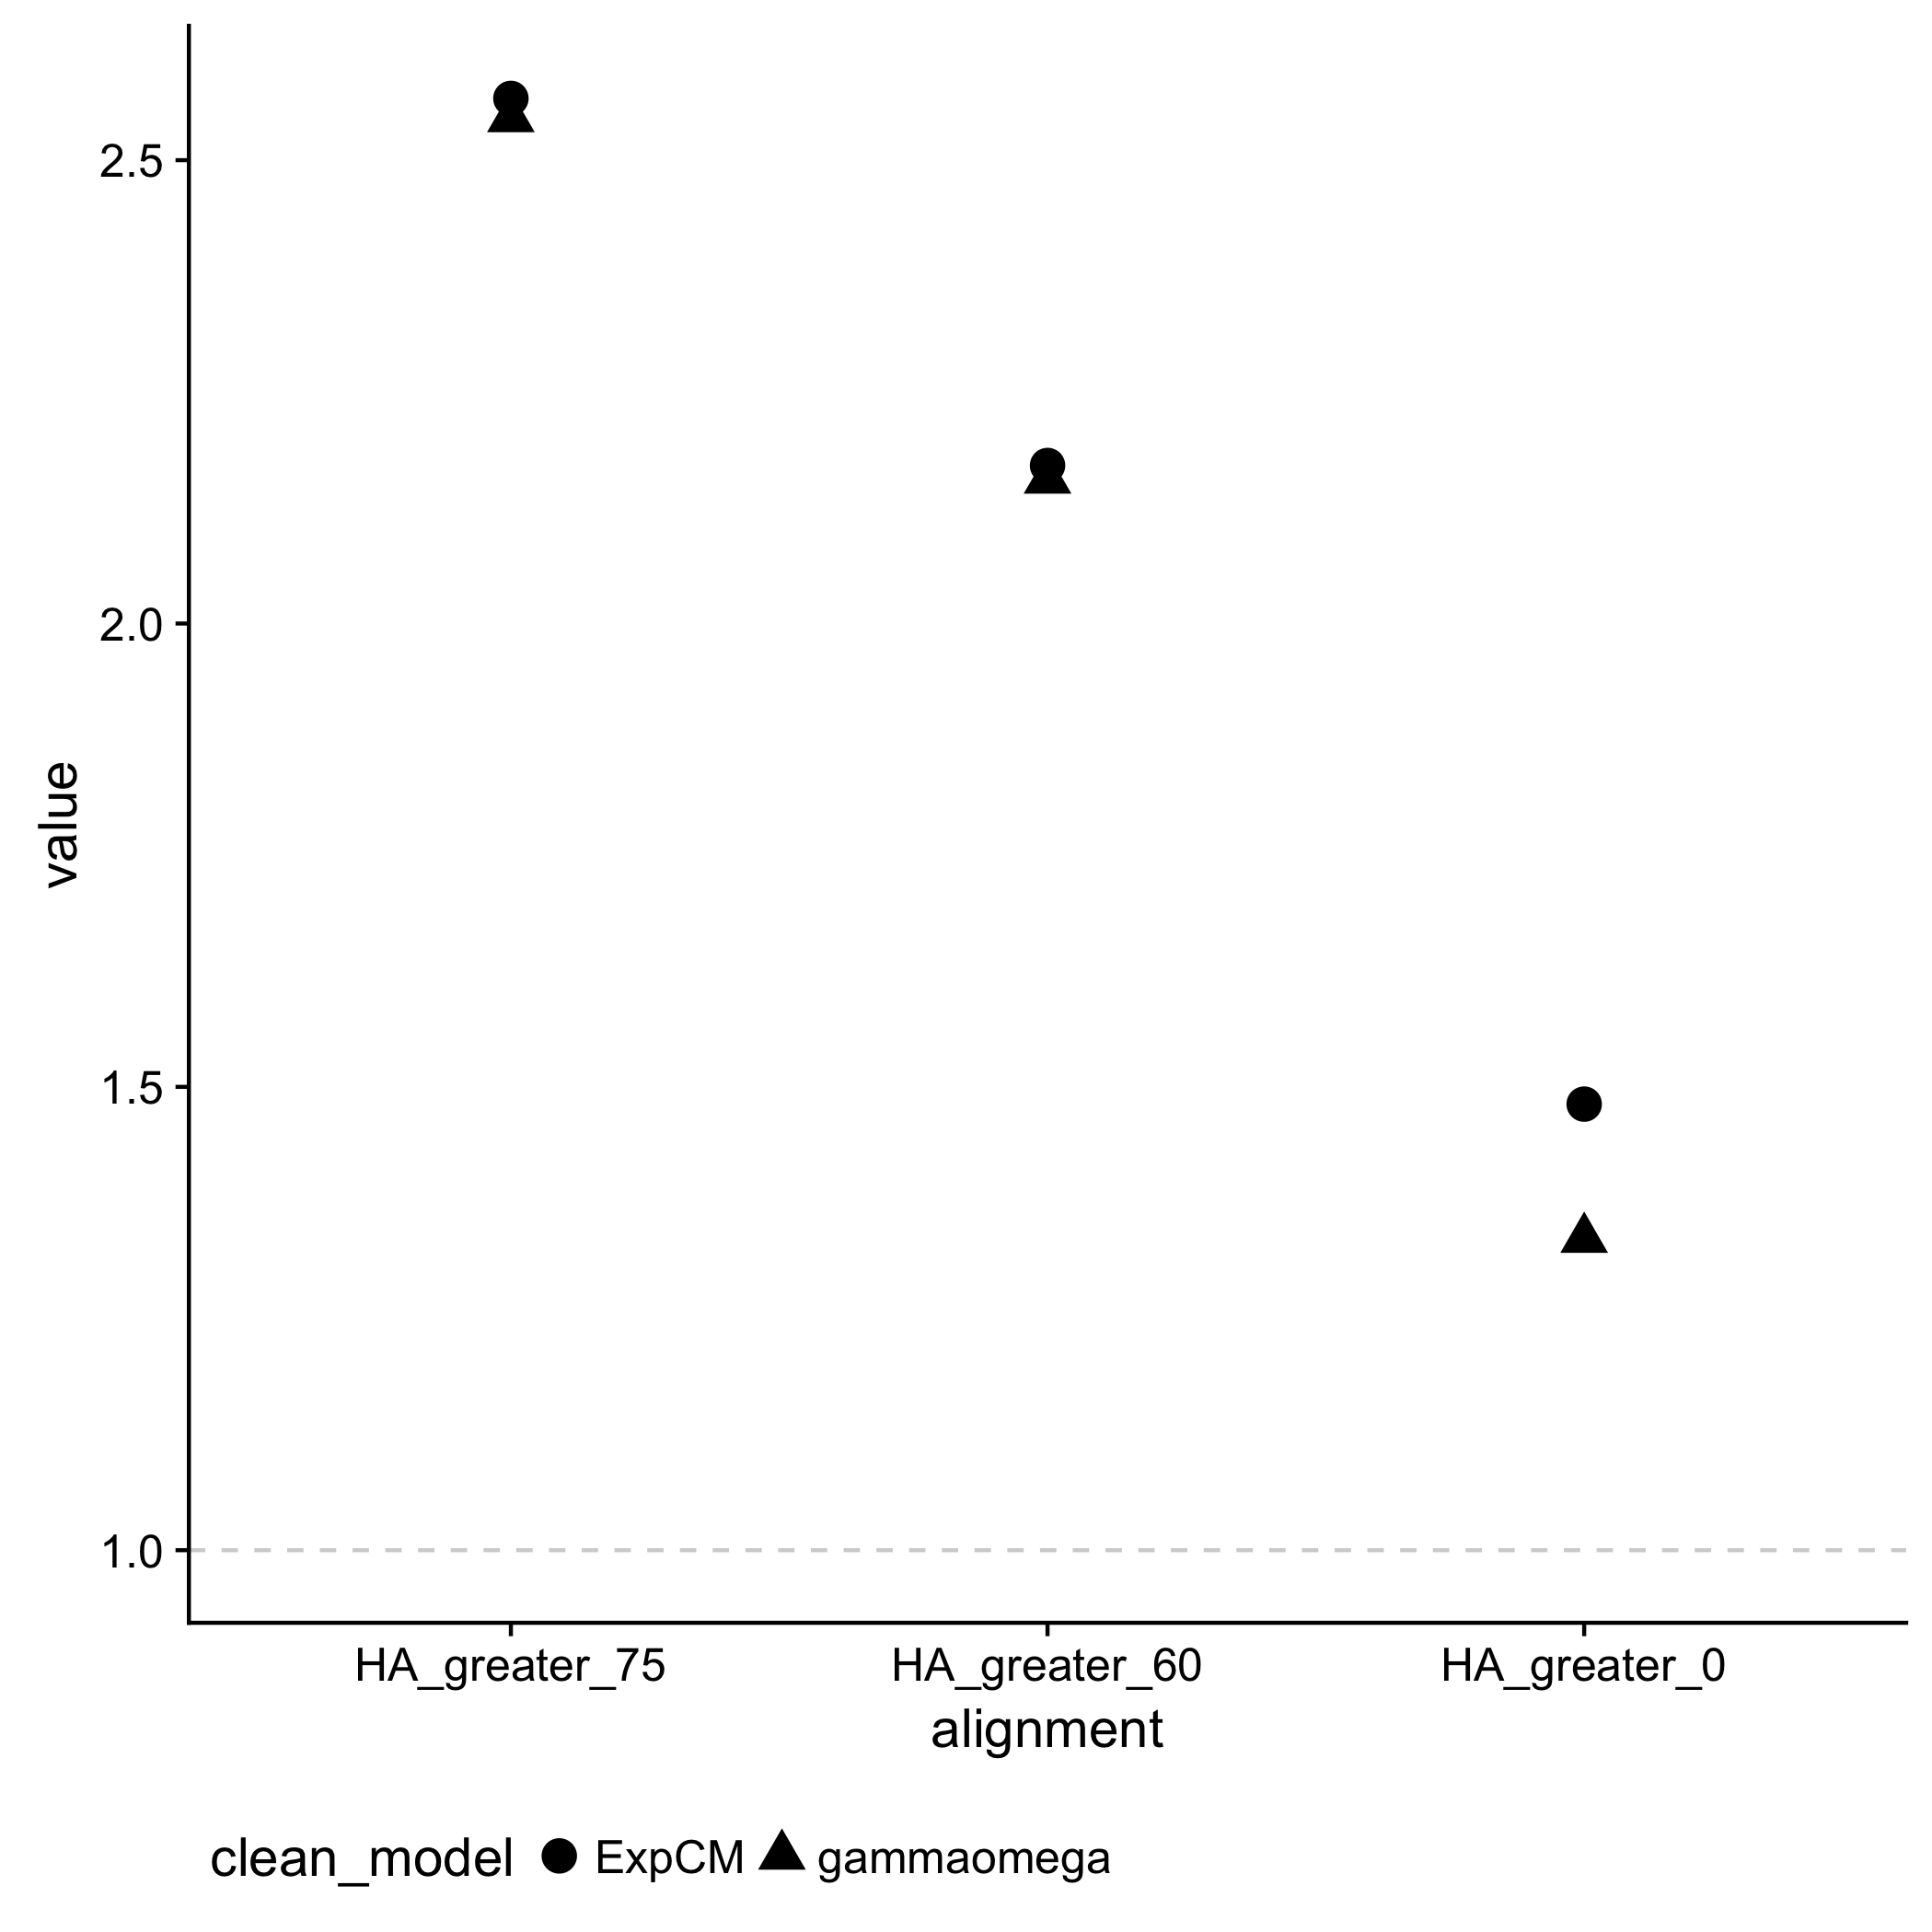 2.5
2.0
1.5
1.0
value
HA_greater_75 HA_greater_60 HA_greater_0
alignment
clean_model ExpCM gammaomega